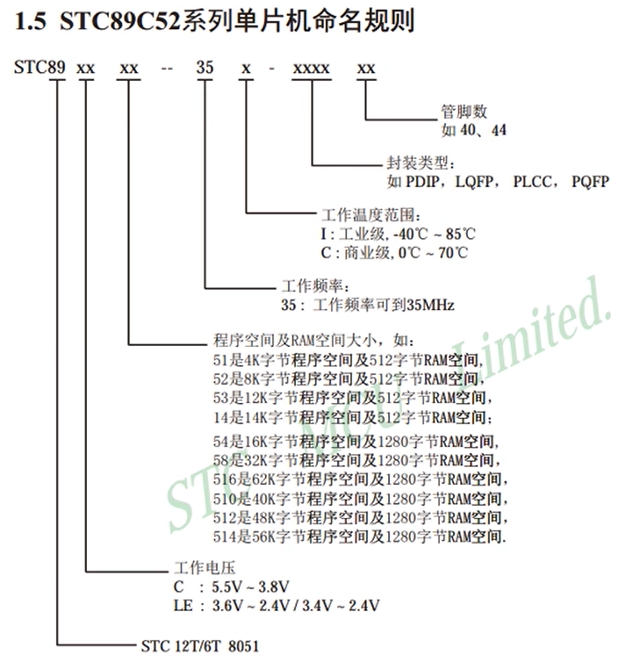 1.5 STC89C52系列单片机命名规则
STC89 xx xx -- 35 x - xxxx xx
管脚数
如 40、44
封装类型:
如 PDIP, LQFP, PLCC, PQFP
工作温度范围:
I : 工业级, -40℃ ~ 85℃
C : 商业级, 0℃ ~ 70℃
工作频率:
35 : 工作频率可到35MHz
程序空间及RAM空间大小, 如:
51是4K字节程序空间及512字节RAM空间,
52是8K字节程序空间及512字节RAM空间,
53是12K字节程序空间及512字节RAM空间,
14是14K字节程序空间及512字节RAM空间;
54是16K字节程序空间及1280字节RAM空间,
58是32K字节程序空间及1280字节RAM空间,
516是62K字节程序空间及1280字节RAM空间,
510是40K字节程序空间及1280字节RAM空间,
512是48K字节程序空间及1280字节RAM空间,
514是56K字节程序空间及1280字节RAM空间.
工作电压
C : 5.5V ~ 3.8V
LE : 3.6V ~ 2.4V / 3.4V ~ 2.4V
STC 12T/6T 8051
STC MCU Limited.